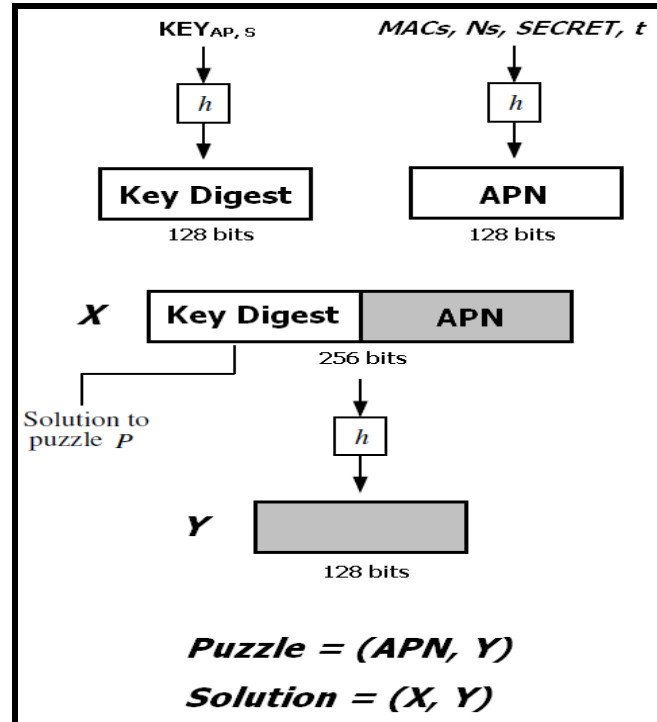 KEYAP, S
MACs, Ns, SECRET, t
h
h
Key Digest
APN
128 bits
128 bits
X
Key Digest
APN
256 bits
Solution to
puzzle P
h
Y
128 bits
Puzzle = (APN, Y)
Solution = (X, Y)